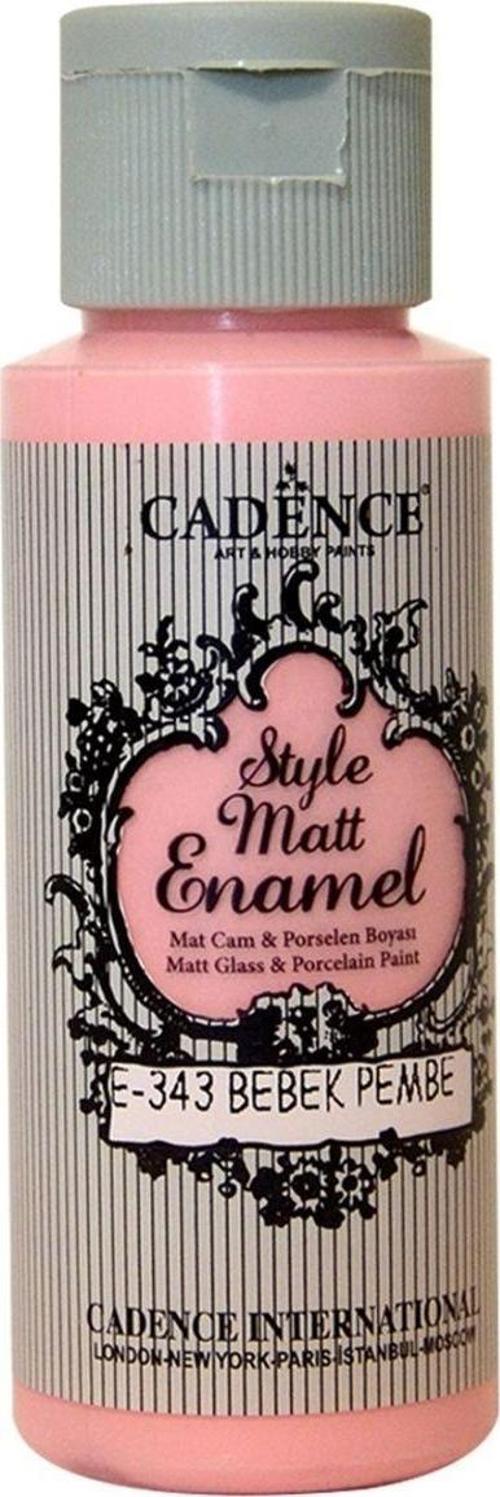 CADENCE®
ART & HOBBY PAINTS
Style
Matt
Enamel
Mat Cam & Porselen Boyası
Matt Glass & Porcelain Paint
E-343 BEBEK PEMBE
CADENCE INTERNATIONAL
LONDON-NEW YORK-PARIS-İSTANBUL-MOSCOW